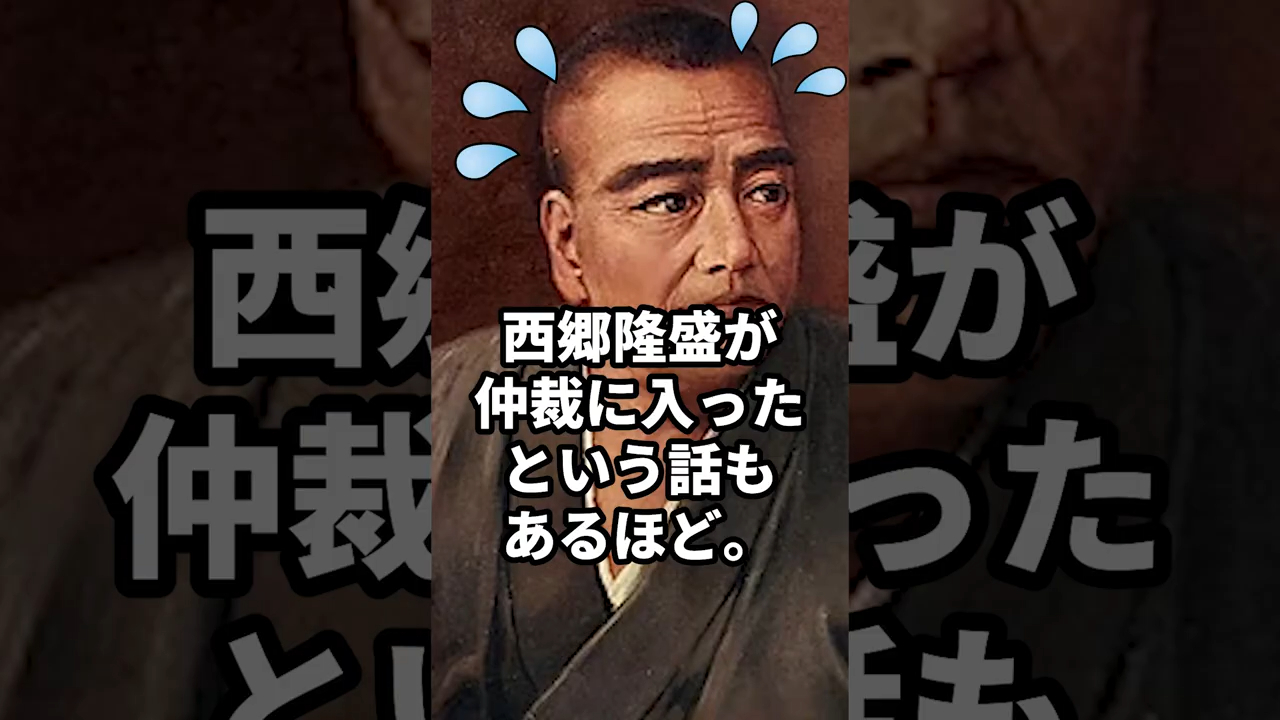 西郷隆盛が
仲裁に入った
という話も
あるほど。